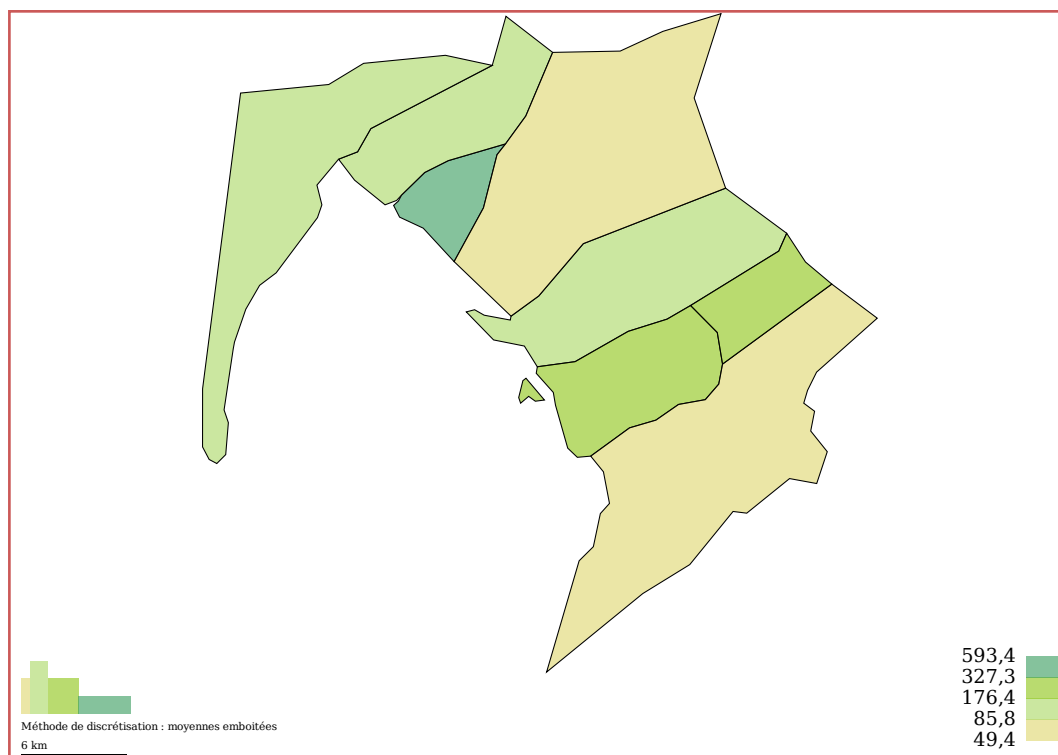 593,4
327,3
176,4
85,8
49,4
Méthode de discrétisation : moyennes emboitées
6 km